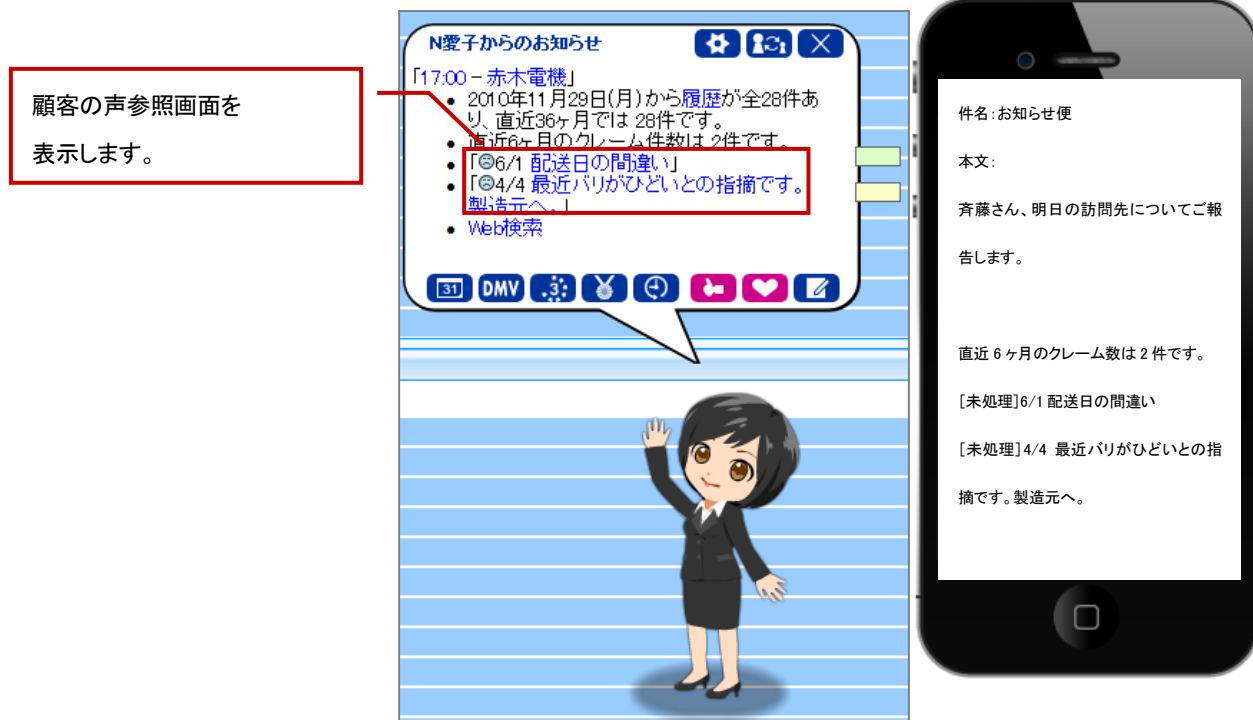 顧客の声参照画面を
表示します。
N愛子からのお知らせ
「17:00 – 赤木電機」
• 2010年11月29日(月)から履歴が全28件あ
り、直近36ヶ月では 28件です。
• 直近6ヶ月のクレーム件数は 2件です。
• 「☹6/1 配送日の間違い」
• 「☹4/4 最近バリがひどいとの指摘です。
製造元へ。」
• Web検索
31 DMV 3
件名:お知らせ便
本文:
斉藤さん、明日の訪問先についてご報
告します。
直近 6 ヶ月のクレーム数は 2 件です。
[未処理]6/1 配送日の間違い
[未処理]4/4 最近バリがひどいとの指
摘です。製造元へ。